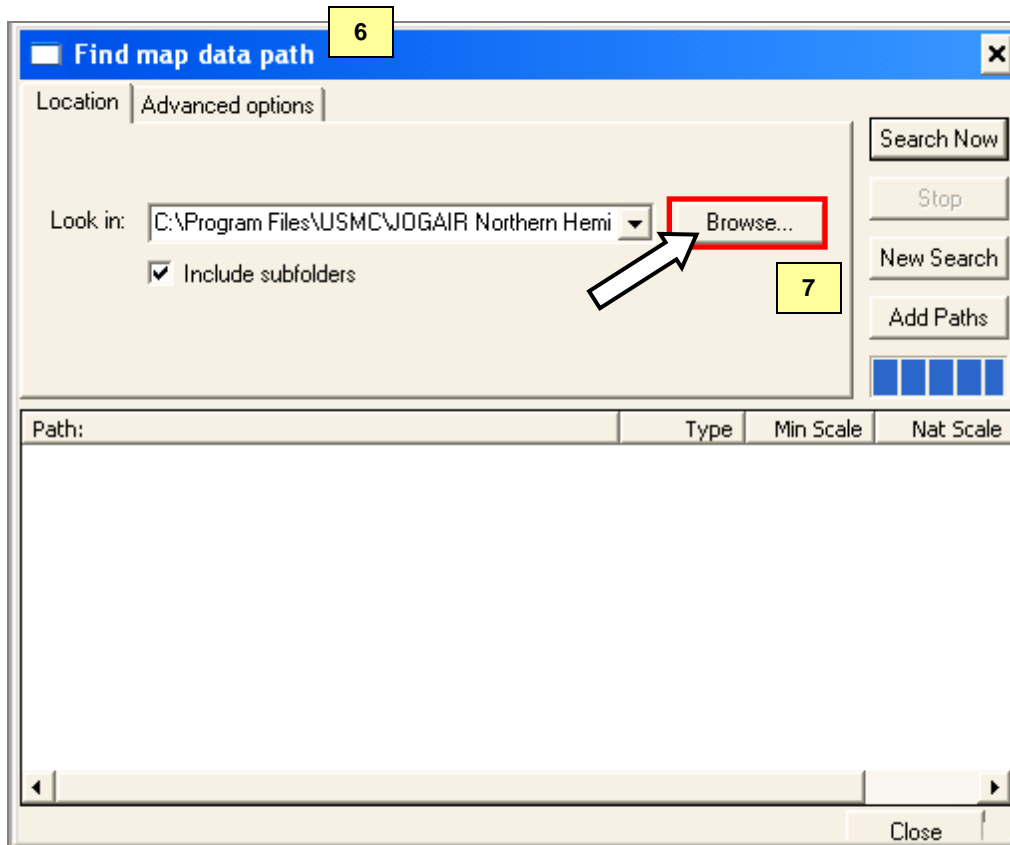 6
Find map data path
Location Advanced options
Search Now
Stop
Look in: C:\Program Files\USMC\JOGAIR Northern Hemi Browse...
New Search
Include subfolders
7
Add Paths
Path: Type Min Scale Nat Scale
Close